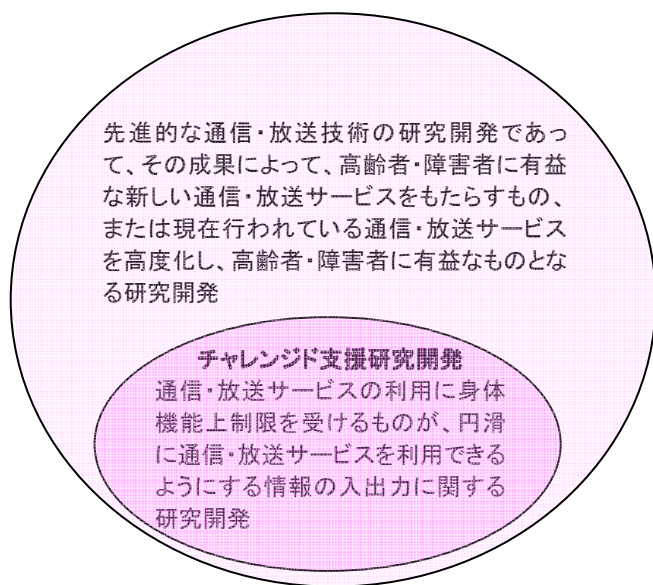 先進的な通信・放送技術の研究開発であっ
て、その成果によって、高齢者・障害者に有益
な新しい通信・放送サービスをもたらすもの、
または現在行われている通信・放送サービス
を高度化し、高齢者・障害者に有益なものとな
る研究開発
チャレンジド支援研究開発
通信・放送サービスの利用に身体
機能上制限を受けるものが、円滑
に通信・放送サービスを利用できる
ようにする情報の入出力に関する
研究開発